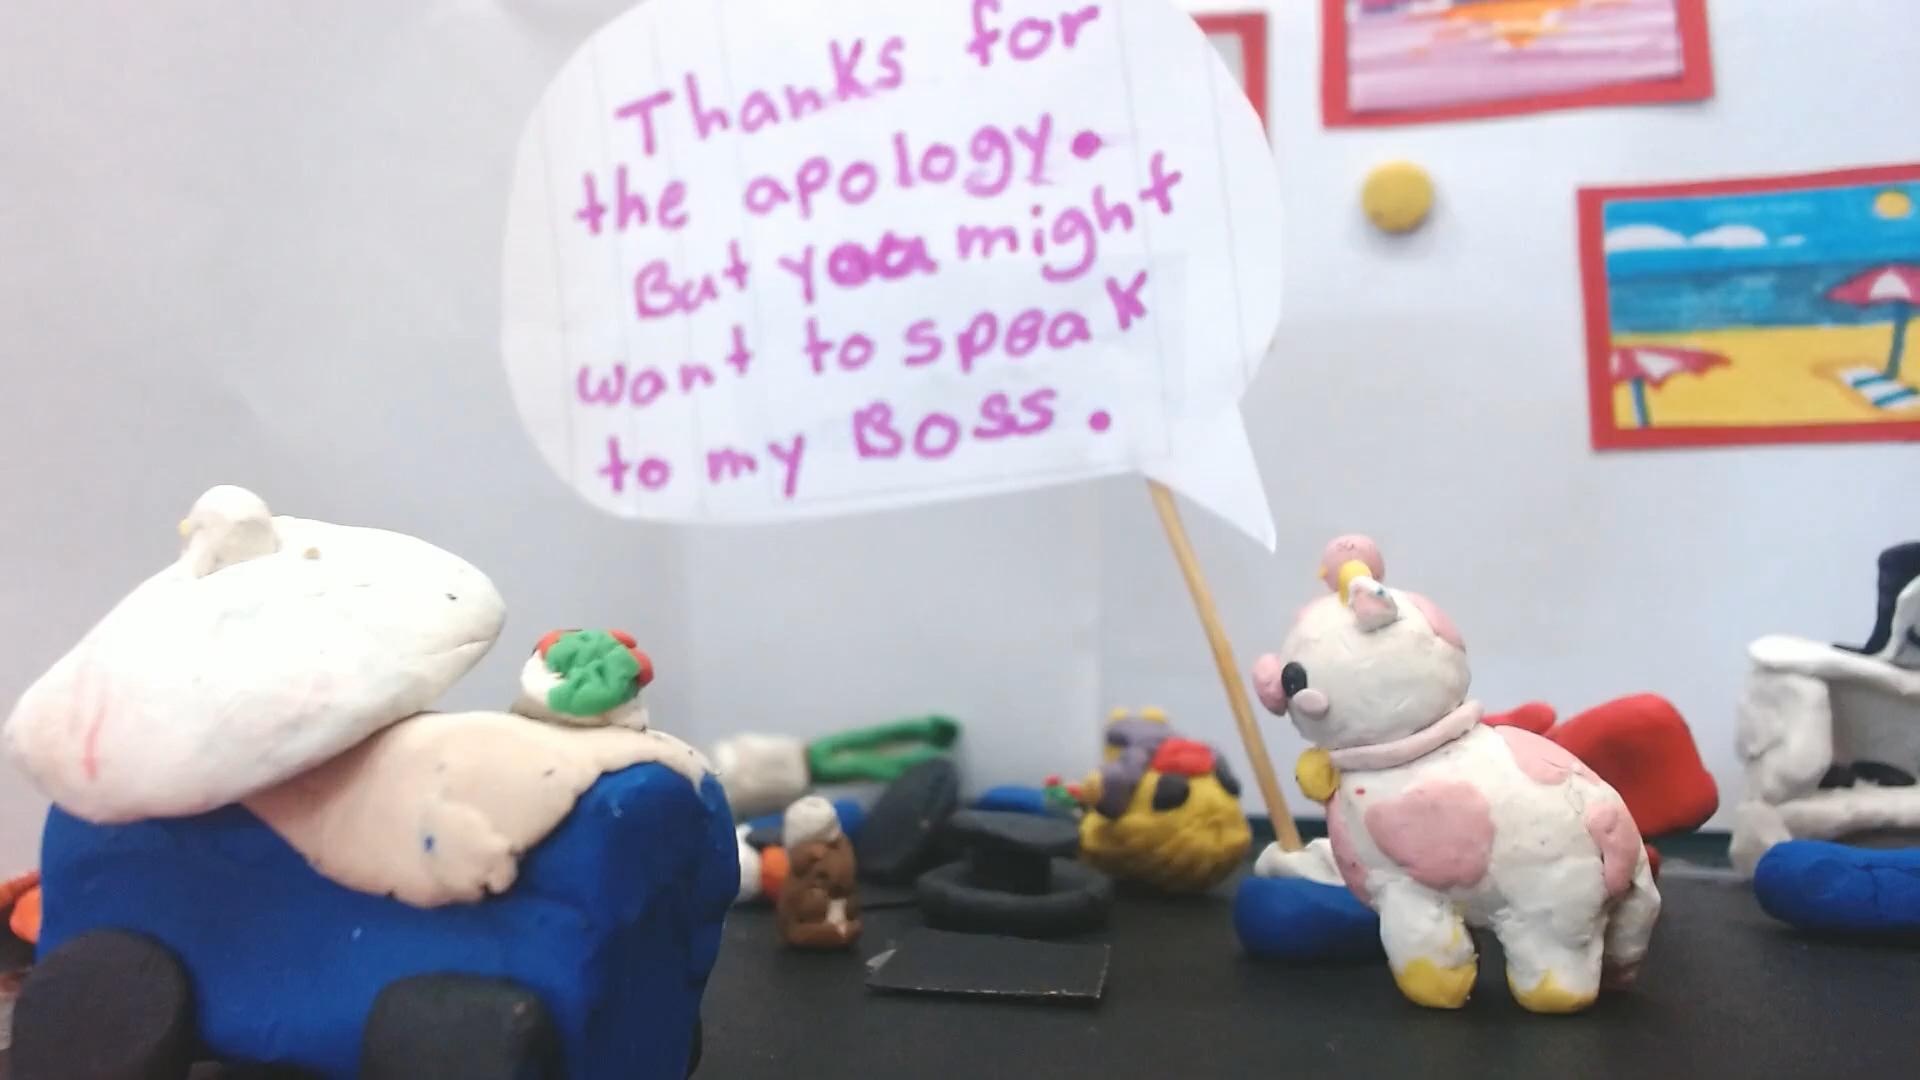 Thanks for
the apology.
But you might
want to speak
to my Boss.